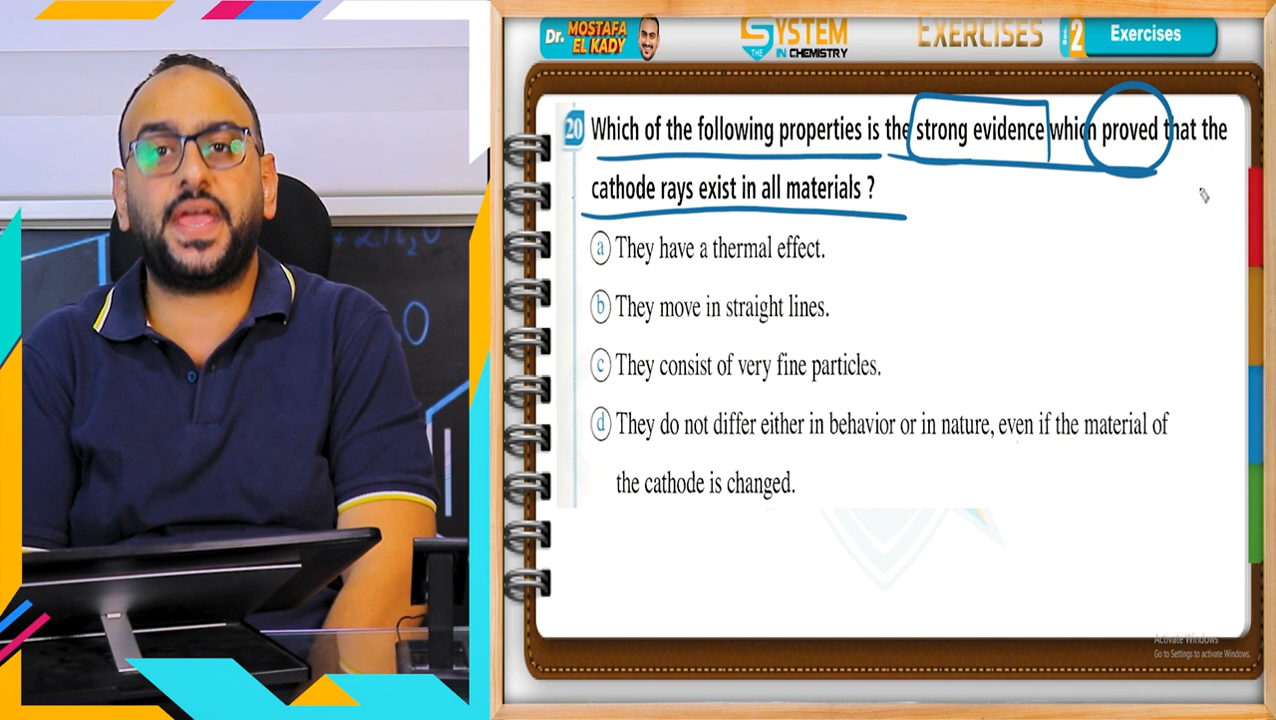 Dr. MOSTAFA
EL KADY
THE SYSTEM
IN CHEMISTRY
EXERCISES
Sec. 2
Exercises
20 Which of the following properties is the strong evidence which proved that the
cathode rays exist in all materials ?
a They have a thermal effect.
b They move in straight lines.
c They consist of very fine particles.
d They do not differ either in behavior or in nature, even if the material of
the cathode is changed.
Activate Windows
Go to Settings to activate Windows.